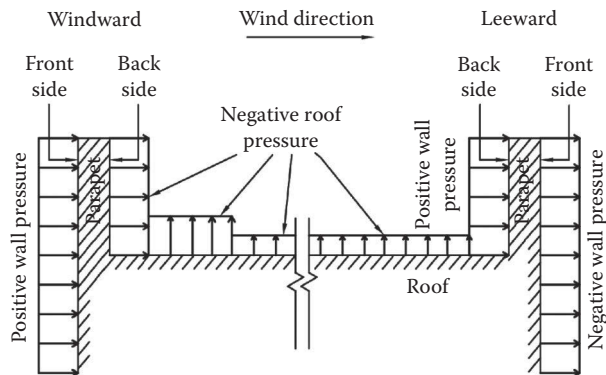 Windward
Wind direction
Leeward
Front
side
Back
side
Negative roof
pressure
Back
side
Front
side
Positive wall pressure
Parapet
Positive wall
pressure
Parapet
Negative wall pressure
Roof